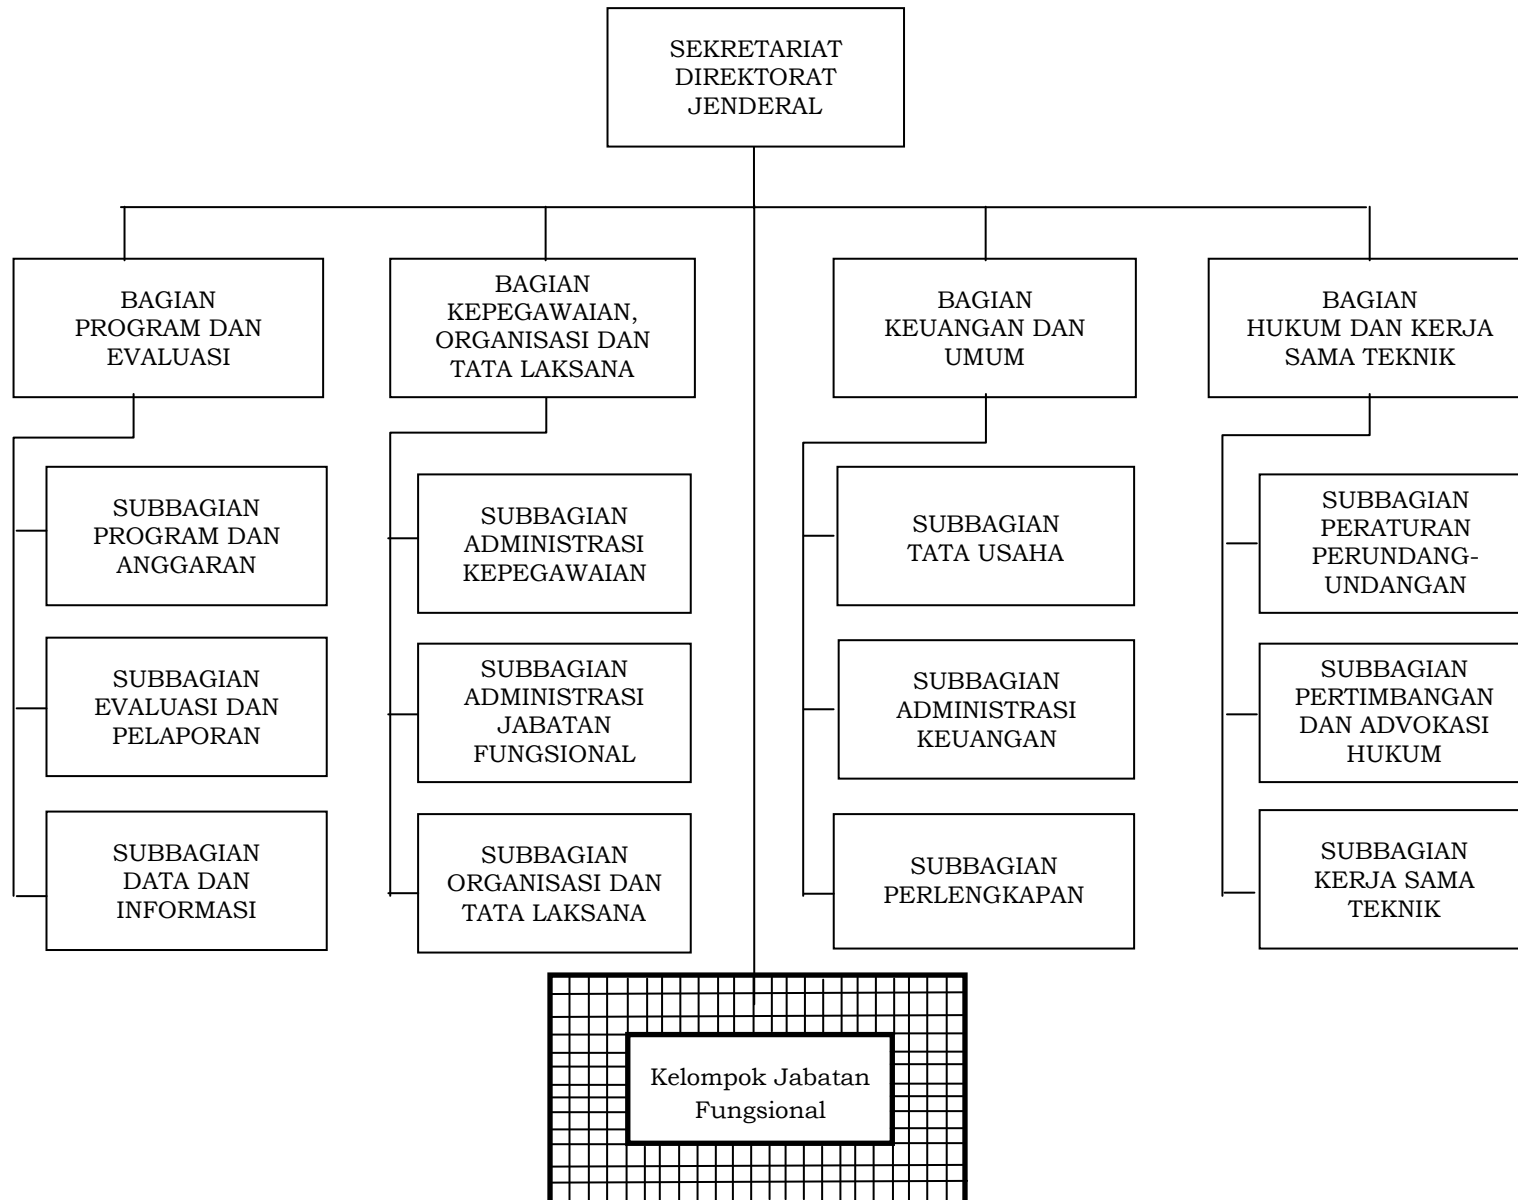 SEKRETARIAT
DIREKTORAT
JENDERAL
BAGIAN
PROGRAM DAN
EVALUASI
BAGIAN
KEPEGAWAIAN,
ORGANISASI DAN
TATA LAKSANA
BAGIAN
KEUANGAN DAN
UMUM
BAGIAN
HUKUM DAN KERJA
SAMA TEKNIK
SUBBAGIAN
PROGRAM DAN
ANGGARAN
SUBBAGIAN
ADMINISTRASI
KEPEGAWAIAN
SUBBAGIAN
TATA USAHA
SUBBAGIAN
PERATURAN
PERUNDANG-
UNDANGAN
SUBBAGIAN
EVALUASI DAN
PELAPORAN
SUBBAGIAN
ADMINISTRASI
JABATAN
FUNGSIONAL
SUBBAGIAN
ADMINISTRASI
KEUANGAN
SUBBAGIAN
PERTIMBANGAN
DAN ADVOKASI
HUKUM
SUBBAGIAN
DATA DAN
INFORMASI
SUBBAGIAN
ORGANISASI DAN
TATA LAKSANA
SUBBAGIAN
PERLENGKAPAN
SUBBAGIAN
KERJA SAMA
TEKNIK
Kelompok Jabatan
Fungsional